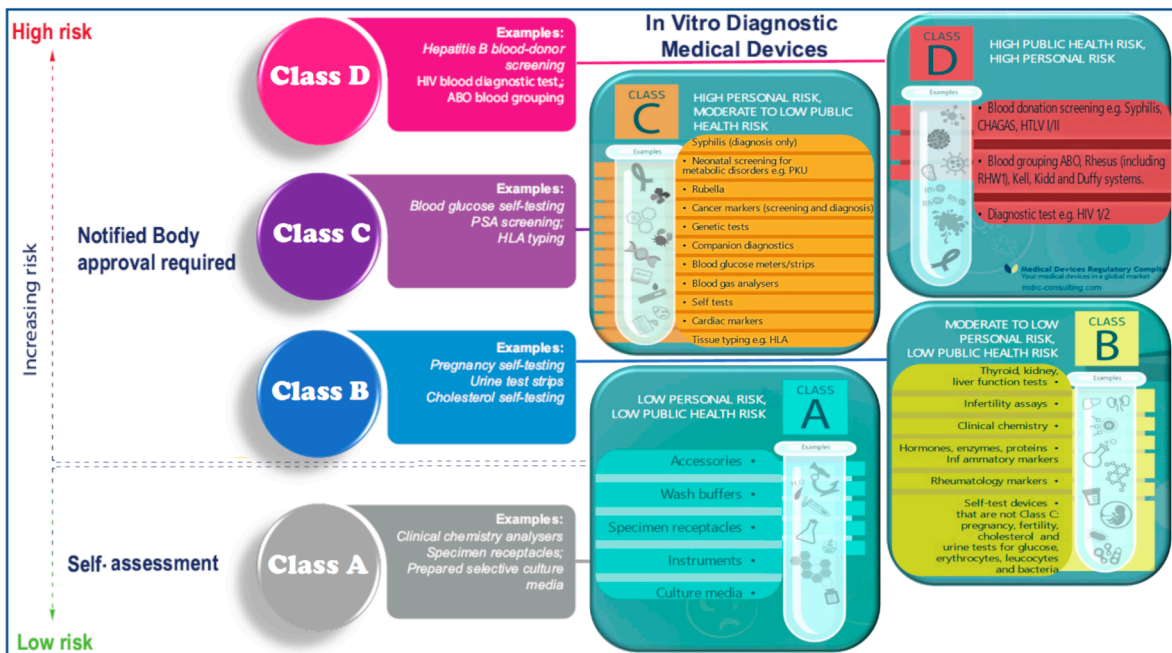 In Vitro Diagnostic
Medical Devices
High risk
Increasing risk
Low risk
Notified Body
approval required
Self-assessment
Class D
Examples:
Hepatitis B blood-donor
screening
HIV blood diagnostic test,;
ABO blood grouping
Class C
Examples:
Blood glucose self-testing
PSA screening;
HLA typing
Class B
Examples:
Pregnancy self-testing
Urine test strips
Cholesterol self-testing
Class A
Examples:
Clinical chemistry analysers
Specimen receptacles;
Prepared selective culture
media
CLASS
C
Examples
HIGH PERSONAL RISK,
MODERATE TO LOW PUBLIC
HEALTH RISK
Syphilis (diagnosis only)
• Neonatal screening for
metabolic disorders e.g. PKU
• Rubella
• Cancer markers (screening and diagnosis)
• Genetic tests
• Companion diagnostics
• Blood glucose meters/strips
• Blood gas analysers
• Self tests
• Cardiac markers
Tissue typing e.g. HLA
CLASS
D
Examples
HIGH PUBLIC HEALTH RISK,
HIGH PERSONAL RISK
• Blood donation screening e.g. Syphilis,
CHAGAS, HTLV I/II
• Blood grouping ABO, Rhesus (including
RHW1), Kell, Kidd and Duffy systems.
• Diagnostic test e.g. HIV 1/2
Rh
Rh
Rh
Medical Devices Regulatory Complia
Your medical devices in a global market
mdrc-consulting.com
LOW PERSONAL RISK,
LOW PUBLIC HEALTH RISK
CLASS
A
Examples
Accessories •
Wash buffers •
Specimen receptacles •
Instruments •
Culture media •
H₂O
MODERATE TO LOW
PERSONAL RISK,
LOW PUBLIC HEALTH RISK
CLASS
B
Examples
Thyroid, kidney,
liver function tests •
Infertility assays •
Clinical chemistry •
Hormones, enzymes, proteins •
Inf ammatory markers
Rheumatology markers •
Self-test devices •
that are not Class C:
pregnancy, fertility,
cholesterol and
urine tests for glucose,
erythrocytes, leucocytes
and bacteria